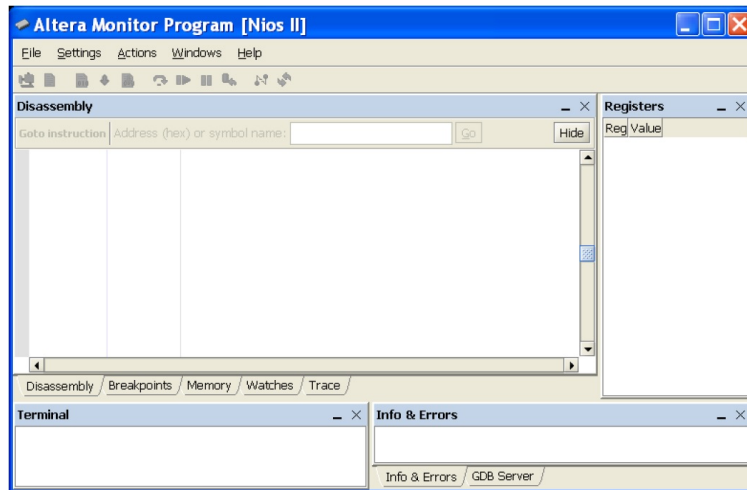 Altera Monitor Program [Nios II]
File Settings Actions Windows Help
Disassembly
Registers
Goto instruction Address (hex) or symbol name: Go Hide
Reg Value
Disassembly Breakpoints Memory Watches Trace
Terminal
Info & Errors
Info & Errors GDB Server